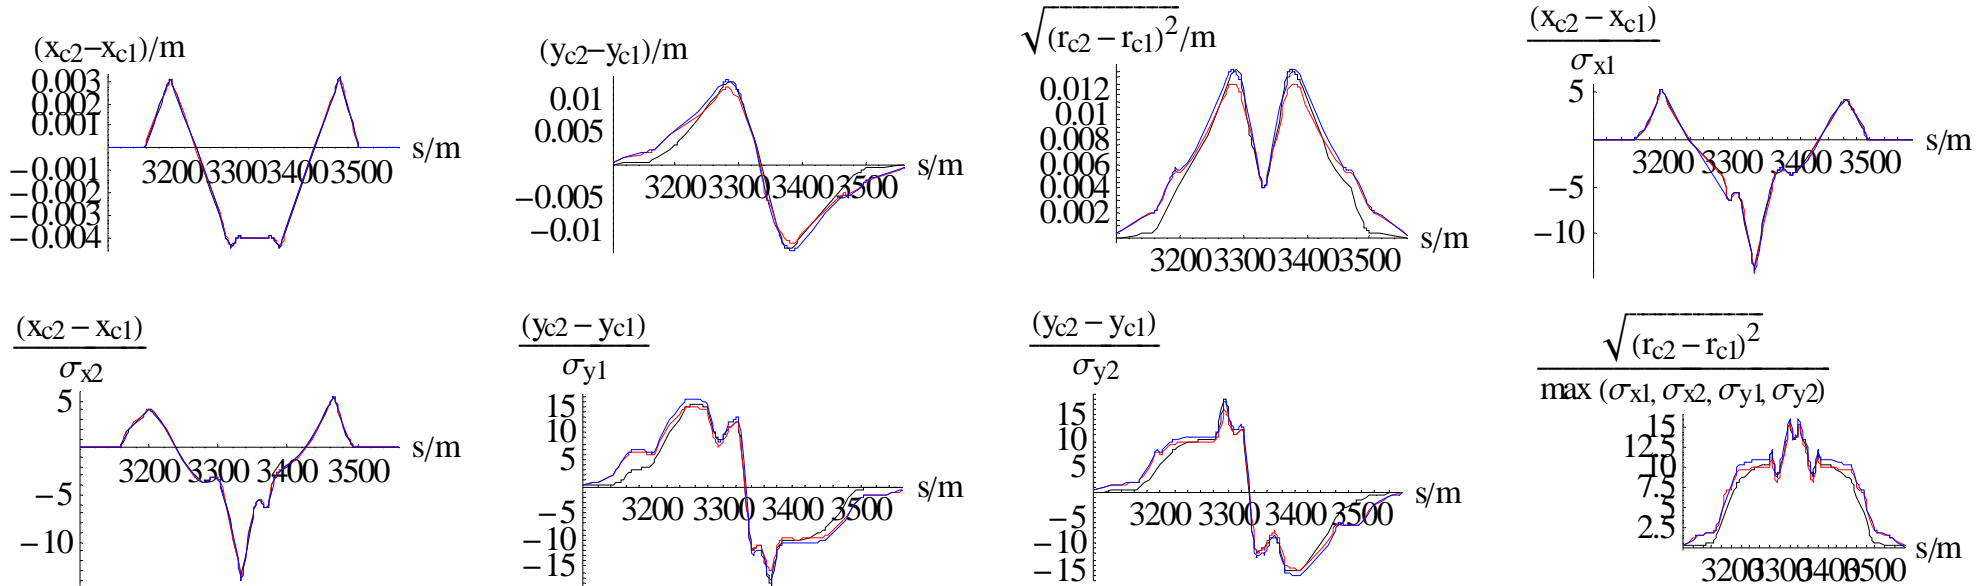 (xc2−xc1)/m
0.003
0.002
0.001
−0.001
−0.002
−0.003
−0.004
3200 3300 3400 3500
s/m
(yc2−yc1)/m
0.01
0.005
−0.005
−0.01
3200 3300 3400 3500
s/m
√(rc2 − rc1)²/m
0.012
0.01
0.008
0.006
0.004
0.002
3200 3300 3400 3500
s/m
(xc2 − xc1)
σx1
5
−5
−10
3200 3300 3400 3500
s/m
(xc2 − xc1)
σx2
5
−5
−10
3200 3300 3400 3500
s/m
(yc2 − yc1)
σy1
15
10
5
−5
−10
−15
3200 3300 3400 3500
s/m
(yc2 − yc1)
σy2
15
10
5
−5
−10
−15
3200 3300 3400 3500
s/m
√(rc2 − rc1)²
max (σx1, σx2, σy1, σy2)
15
12.5
10
7.5
5
2.5
3200 3300 3400 3500
s/m